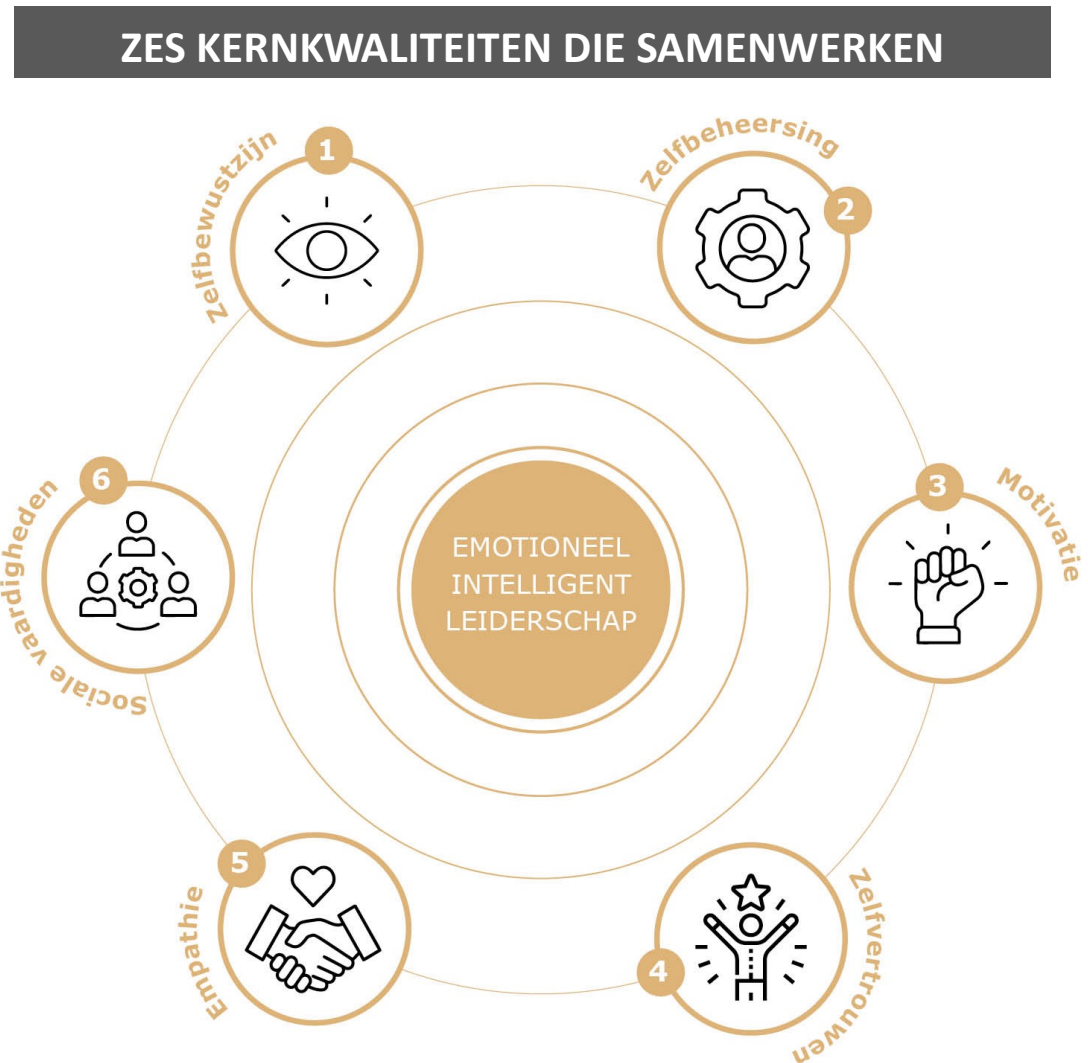 ZES KERNKWALITEITEN DIE SAMENWERKEN
1
Zelfbewustzijn
2
Zelfbeheersing
3
Motivatie
4
Zelfvertrouwen
5
Empathie
6
Sociale vaardigheden
EMOTIONEEL
INTELLIGENT
LEIDERSCHAP